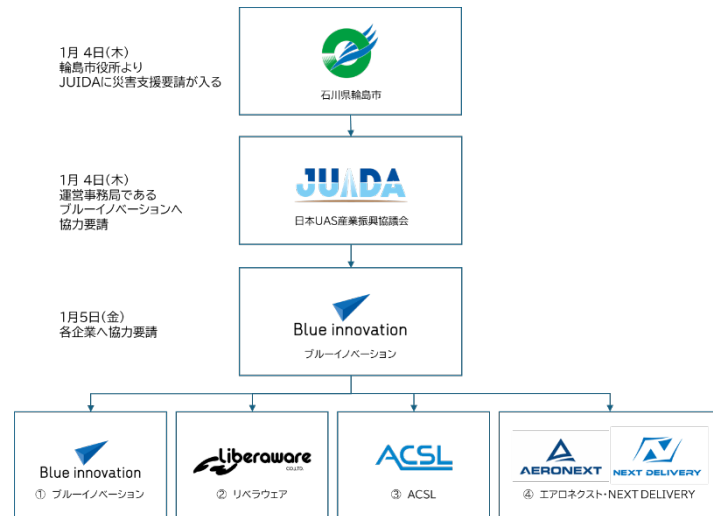 1月 4日(木)
輪島市役所より
JUIDAに災害支援要請が入る
石川県輪島市
1月 4日(木)
運営事務局である
ブルーイノベーションへ
協力要請
JUIDA
日本UAS産業振興協議会
1月5日(金)
各企業へ協力要請
Blue innovation
ブルーイノベーション
Blue innovation
① ブルーイノベーション
Liberaware
CO.,LTD.
② リベラウェア
ACSL
③ ACSL
AERONEXT
NEXT DELIVERY
④ エアロネクスト・NEXT DELIVERY